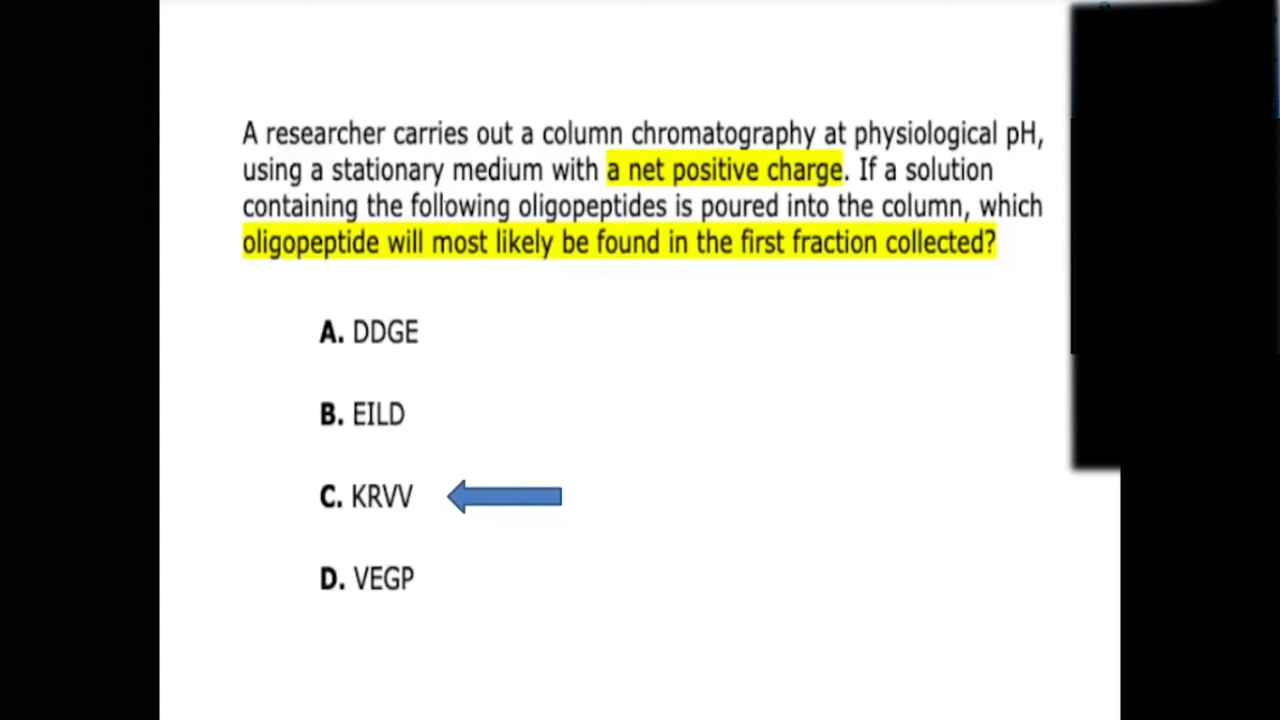 A researcher carries out a column chromatography at physiological pH,
using a stationary medium with a net positive charge. If a solution
containing the following oligopeptides is poured into the column, which
oligopeptide will most likely be found in the first fraction collected?
A. DDGE
B. EILD
C. KRVV
D. VEGP